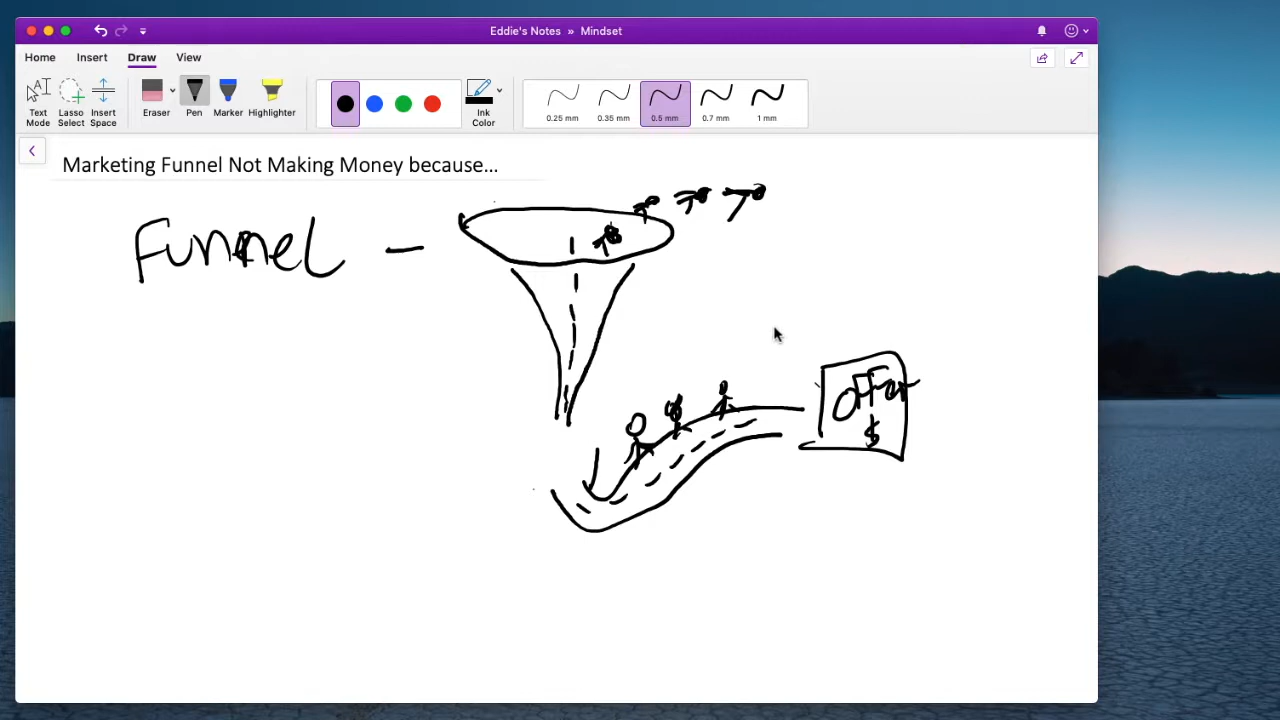 Eddie's Notes » Mindset
Home Insert Draw View
Text Mode
Lasso Select
Insert Space
Eraser
Pen
Marker
Highlighter
Ink Color
0.25 mm
0.35 mm
0.5 mm
0.7 mm
1 mm
Marketing Funnel Not Making Money because...
Funnel –
Offer
$